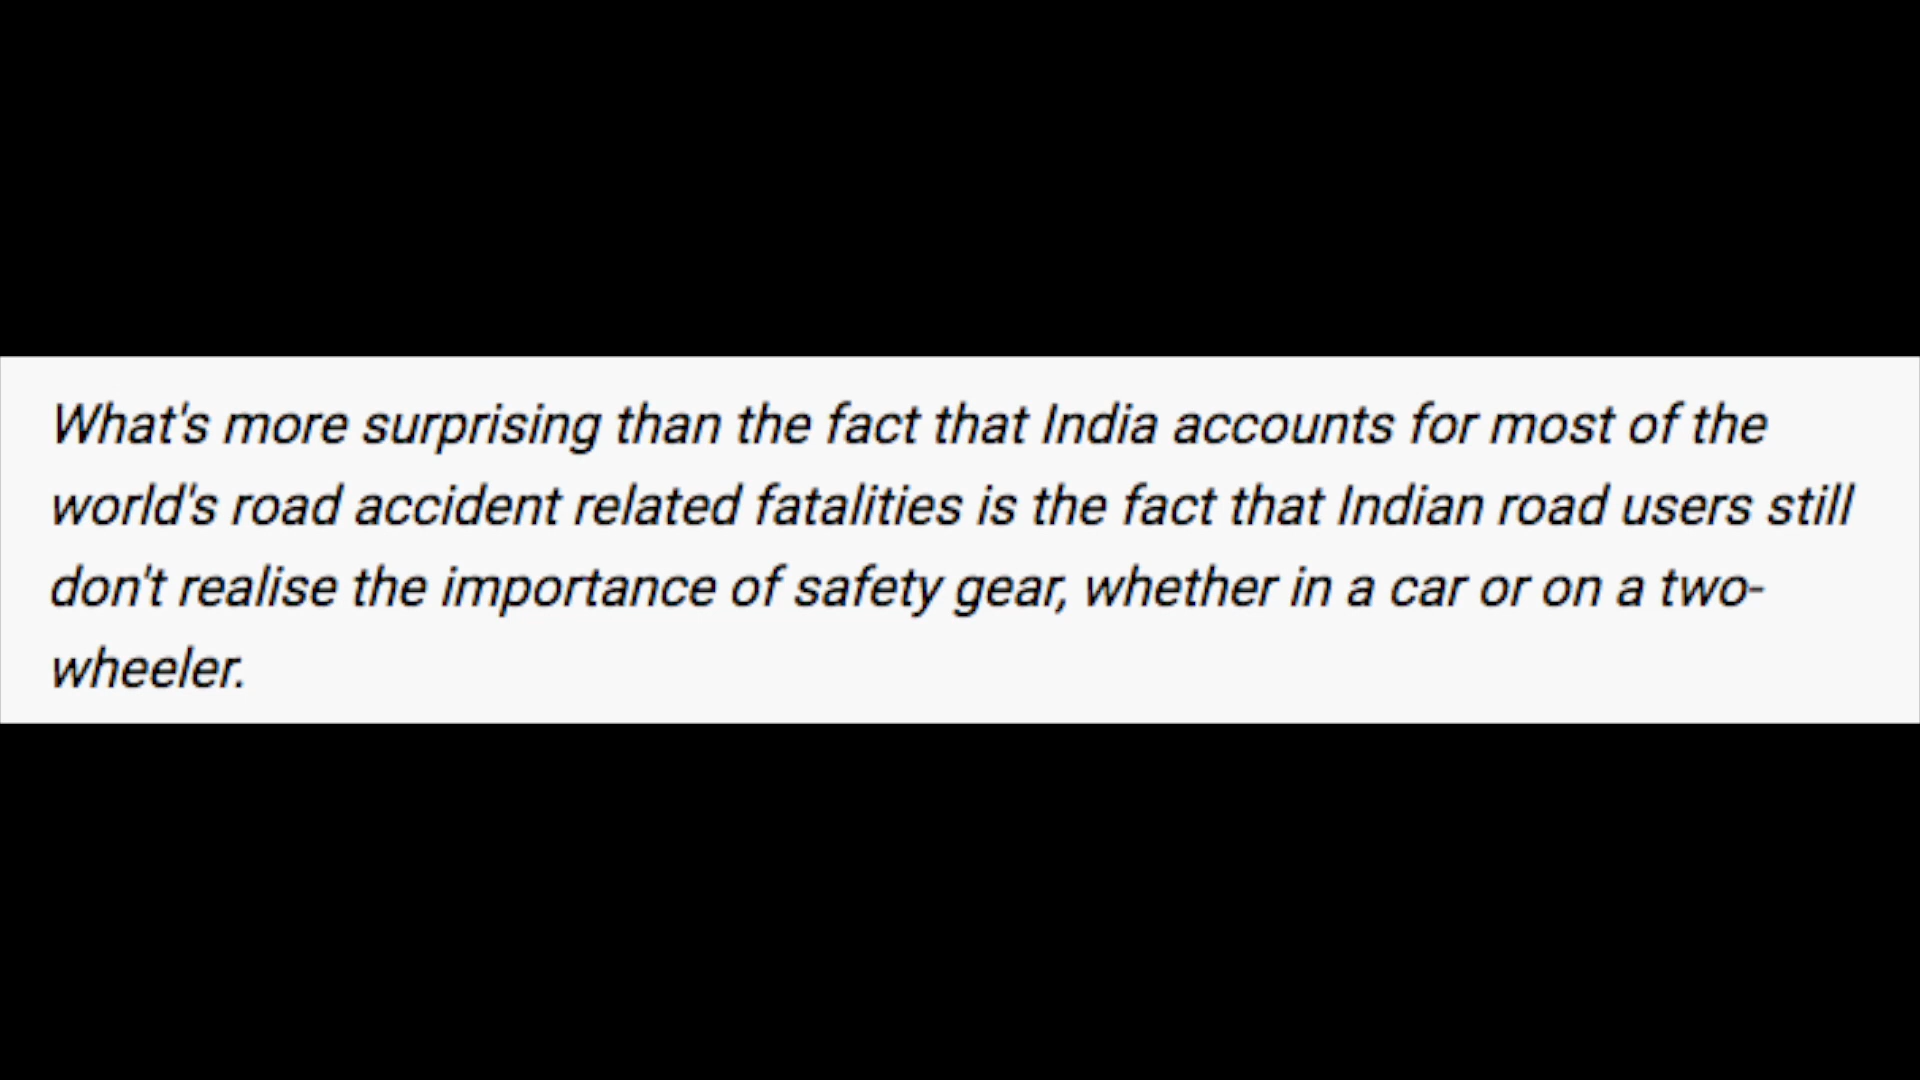 What's more surprising than the fact that India accounts for most of the
world's road accident related fatalities is the fact that Indian road users still
don't realise the importance of safety gear, whether in a car or on a two-
wheeler.